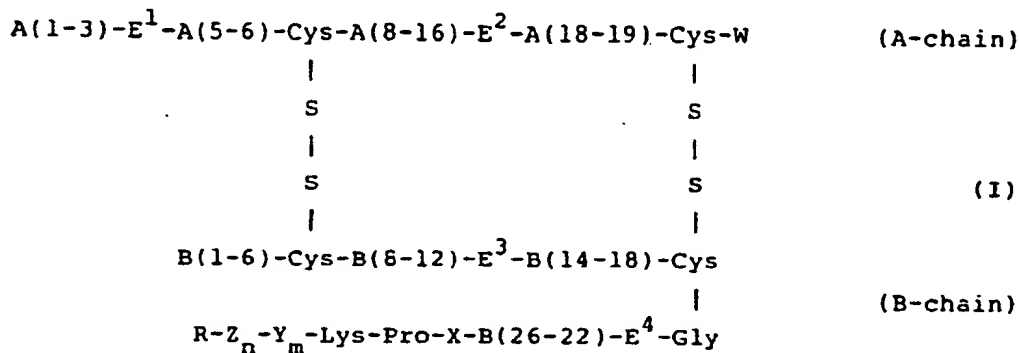 A(1-3)-E¹-A(5-6)-Cys-A(8-16)-E²-A(18-19)-Cys-W (A-chain)
| |
S S
| |
S S (I)
| |
B(1-6)-Cys-B(8-12)-E³-B(14-18)-Cys
| (B-chain)
R-Zₙ-Yₘ-Lys-Pro-X-B(26-22)-E⁴-Gly